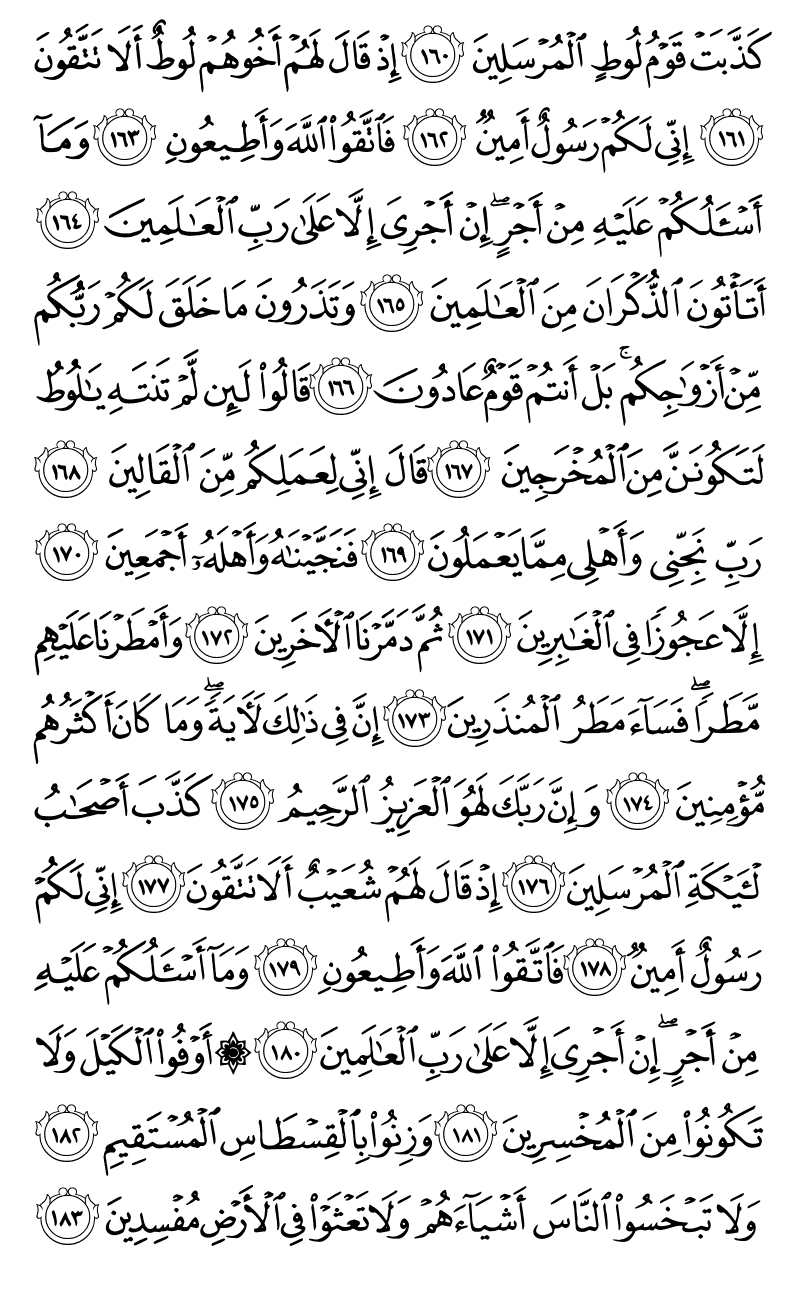 كَذَّبَتْ قَوْمُ لُوطٍ ٱلْمُرْسَلِينَ ١٦٠ إِذْ قَالَ لَهُمْ أَخُوهُمْ لُوطٌ أَلَا تَتَّقُونَ
١٦١ إِنِّى لَكُمْ رَسُولٌ أَمِينٌ ١٦٢ فَٱتَّقُوا۟ ٱللَّهَ وَأَطِيعُونِ ١٦٣ وَمَآ
أَسْـَٔلُكُمْ عَلَيْهِ مِنْ أَجْرٍ ۖ إِنْ أَجْرِىَ إِلَّا عَلَىٰ رَبِّ ٱلْعَـٰلَمِينَ ١٦٤
أَتَأْتُونَ ٱلذُّكْرَانَ مِنَ ٱلْعَـٰلَمِينَ ١٦٥ وَتَذَرُونَ مَا خَلَقَ لَكُمْ رَبُّكُم
مِّنْ أَزْوَٰجِكُم ۚ بَلْ أَنتُمْ قَوْمٌ عَادُونَ ١٦٦ قَالُوا۟ لَئِن لَّمْ تَنتَهِ يَـٰلُوطُ
لَتَكُونَنَّ مِنَ ٱلْمُخْرَجِينَ ١٦٧ قَالَ إِنِّى لِعَمَلِكُم مِّنَ ٱلْقَالِينَ ١٦٨
رَبِّ نَجِّنِى وَأَهْلِى مِمَّا يَعْمَلُونَ ١٦٩ فَنَجَّيْنَـٰهُ وَأَهْلَهُۥٓ أَجْمَعِينَ ١٧٠
إِلَّا عَجُوزًا فِى ٱلْغَـٰبِرِينَ ١٧١ ثُمَّ دَمَّرْنَا ٱلْـَٔاخَرِينَ ١٧٢ وَأَمْطَرْنَا عَلَيْهِم
مَّطَرًا ۖ فَسَآءَ مَطَرُ ٱلْمُنذَرِينَ ١٧٣ إِنَّ فِى ذَٰلِكَ لَـَٔايَةً ۖ وَمَا كَانَ أَكْثَرُهُم
مُّؤْمِنِينَ ١٧٤ وَإِنَّ رَبَّكَ لَهُوَ ٱلْعَزِيزُ ٱلرَّحِيمُ ١٧٥ كَذَّبَ أَصْحَـٰبُ
لْـَٔيْكَةِ ٱلْمُرْسَلِينَ ١٧٦ إِذْ قَالَ لَهُمْ شُعَيْبٌ أَلَا تَتَّقُونَ ١٧٧ إِنِّى لَكُمْ
رَسُولٌ أَمِينٌ ١٧٨ فَٱتَّقُوا۟ ٱللَّهَ وَأَطِيعُونِ ١٧٩ وَمَآ أَسْـَٔلُكُمْ عَلَيْهِ
مِنْ أَجْرٍ ۖ إِنْ أَجْرِىَ إِلَّا عَلَىٰ رَبِّ ٱلْعَـٰلَمِينَ ١٨٠ ۞ أَوْفُوا۟ ٱلْكَيْلَ وَلَا
تَكُونُوا۟ مِنَ ٱلْمُخْسِرِينَ ١٨١ وَزِنُوا۟ بِٱلْقِسْطَاسِ ٱلْمُسْتَقِيمِ ١٨٢
وَلَا تَبْخَسُوا۟ ٱلنَّاسَ أَشْيَآءَهُمْ وَلَا تَعْثَوْا۟ فِى ٱلْأَرْضِ مُفْسِدِينَ ١٨٣